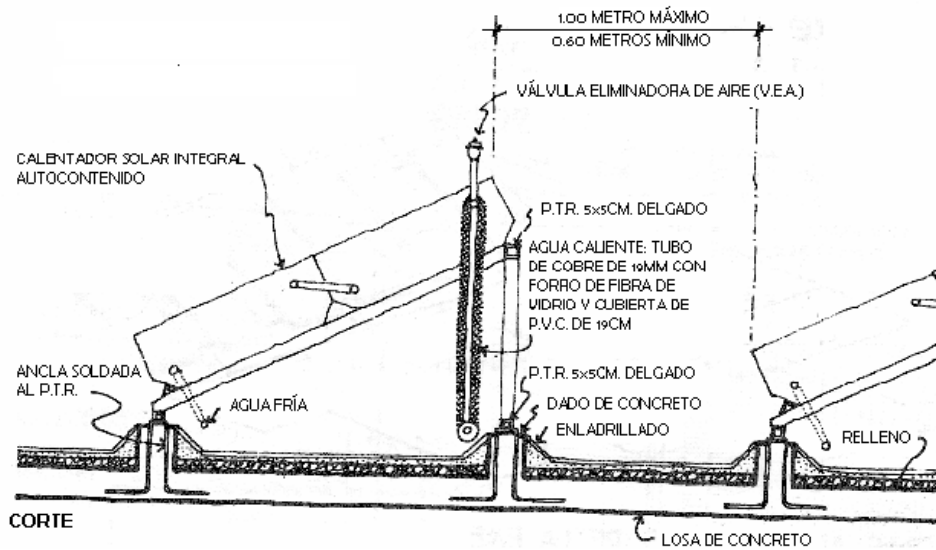 1.00 METRO MÁXIMO
0.60 METROS MÍNIMO
VÁLVULA ELIMINADORA DE AIRE (V.E.A.)
CALENTADOR SOLAR INTEGRAL
AUTOCONTENIDO
P.T.R. 5x5CM. DELGADO
AGUA CALIENTE: TUBO
DE COBRE DE 19MM CON
FORRO DE FIBRA DE
VIDRIO Y CUBIERTA DE
P.V.C. DE 19CM
ANCLA SOLDADA
AL P.T.R.
AGUA FRÍA
P.T.R. 5x5CM. DELGADO
DADO DE CONCRETO
ENLADRILLADO
RELLENO
CORTE
LOSA DE CONCRETO